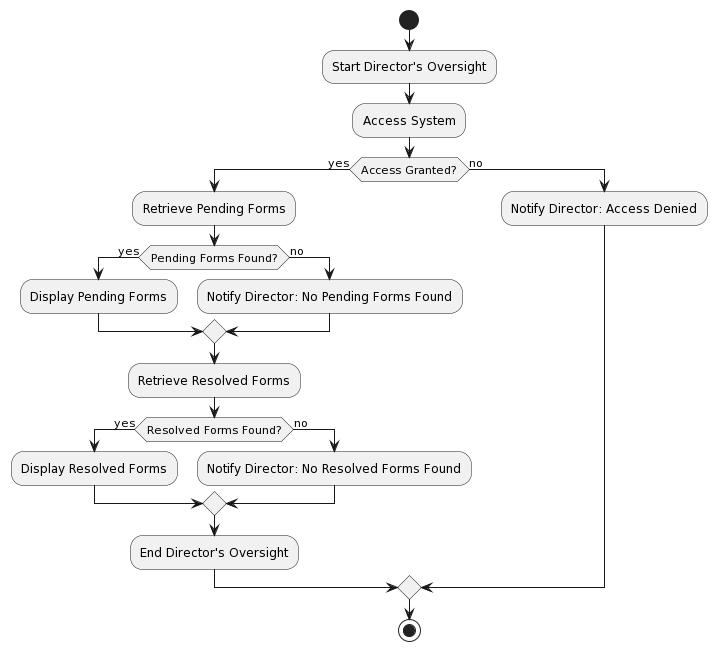 Start Director's Oversight
Access System
yes
Access Granted?
no
Retrieve Pending Forms
Notify Director: Access Denied
yes
Pending Forms Found?
no
Display Pending Forms
Notify Director: No Pending Forms Found
Retrieve Resolved Forms
yes
Resolved Forms Found?
no
Display Resolved Forms
Notify Director: No Resolved Forms Found
End Director's Oversight